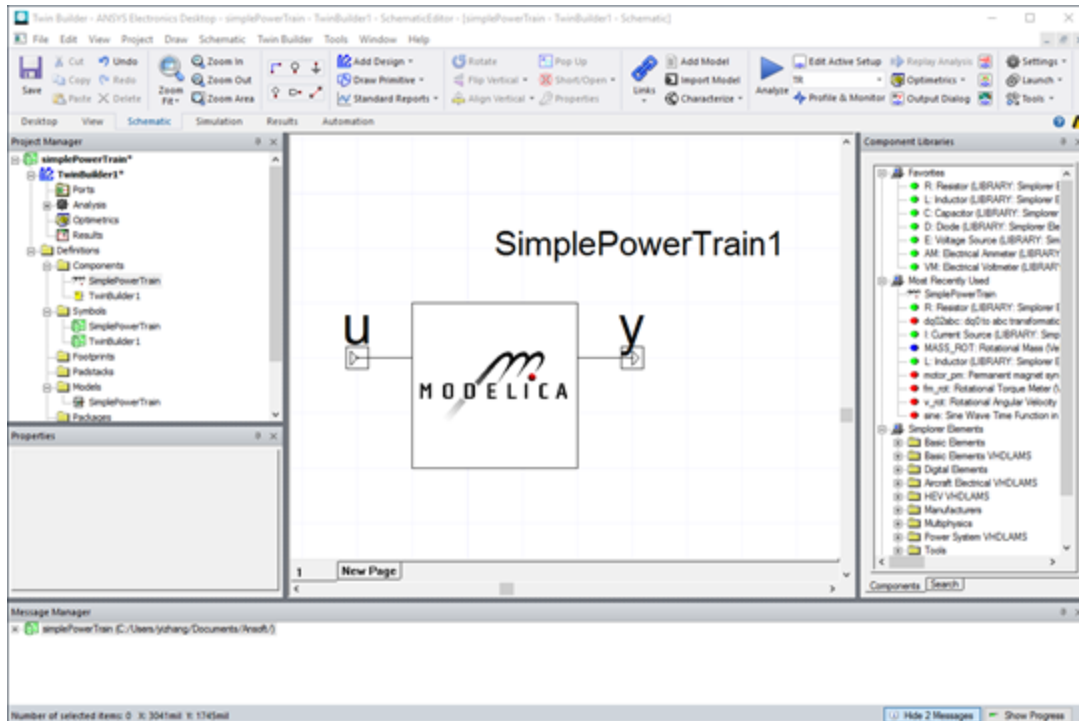 Twin Builder - ANSYS Electronics Desktop - simplePowerTrain - TwinBuilder1 - SchematicEditor - [simplePowerTrain - TwinBuilder1 - Schematic]
File Edit View Project Draw Schematic Twin Builder Tools Window Help
Save
Cut Undo
Copy Redo
Paste Delete
Zoom Fit
Zoom In
Zoom Out
Zoom Area
Add Design
Draw Primitive
Standard Reports
Rotate Pop Up
Flip Vertical Short/Open
Align Vertical Properties
Links
Add Model
Import Model
Characterize
Analyze
Edit Active Setup
TR
Profile & Monitor
Replay Analysis
Optimetrics
Output Dialog
Settings
Launch
Tools
Desktop View Schematic Simulation Results Automation
Project Manager
simplePowerTrain*
TwinBuilder1*
Ports
Analysis
Optimetrics
Results
Definitions
Components
SimplePowerTrain
TwinBuilder1
Symbols
SimplePowerTrain
TwinBuilder1
Footprints
Padstacks
Models
SimplePowerTrain
Packages
Properties
SimplePowerTrain1
u
y
MODELICA
1 New Page
Component Libraries
Favorites
R: Resistor (LIBRARY: Simplorer E
L: Inductor (LIBRARY: Simplorer E
C: Capacitor (LIBRARY: Simplorer
D: Diode (LIBRARY: Simplorer Ele
E: Voltage Source (LIBRARY: Sim
AM: Electrical Ammeter (LIBRARY
VM: Electrical Voltmeter (LIBRARY
Most Recently Used
SimplePowerTrain
R: Resistor (LIBRARY: Simplorer E
dq02abc: dq0 to abc transformatic
I: Current Source (LIBRARY: Simp
MASS_ROT: Rotational Mass (Ve
L: Inductor (LIBRARY: Simplorer E
motor_pm: Permanent magnet syn
fm_rot: Rotational Torque Meter (V
v_rot: Rotational Angular Velocity
sine: Sine Wave Time Function in
Simplorer Elements
Basic Elements
Basic Elements VHDLAMS
Digital Elements
Aircraft Electrical VHDLAMS
HEV VHDLAMS
Manufacturers
Multiphysics
Power System VHDLAMS
Tools
Components Search
Message Manager
simplePowerTrain (C:/Users/yizhang/Documents/Ansoft/)
Number of selected items: 0 X: 3041mil Y: 1745mil
Hide 2 Messages Show Progress